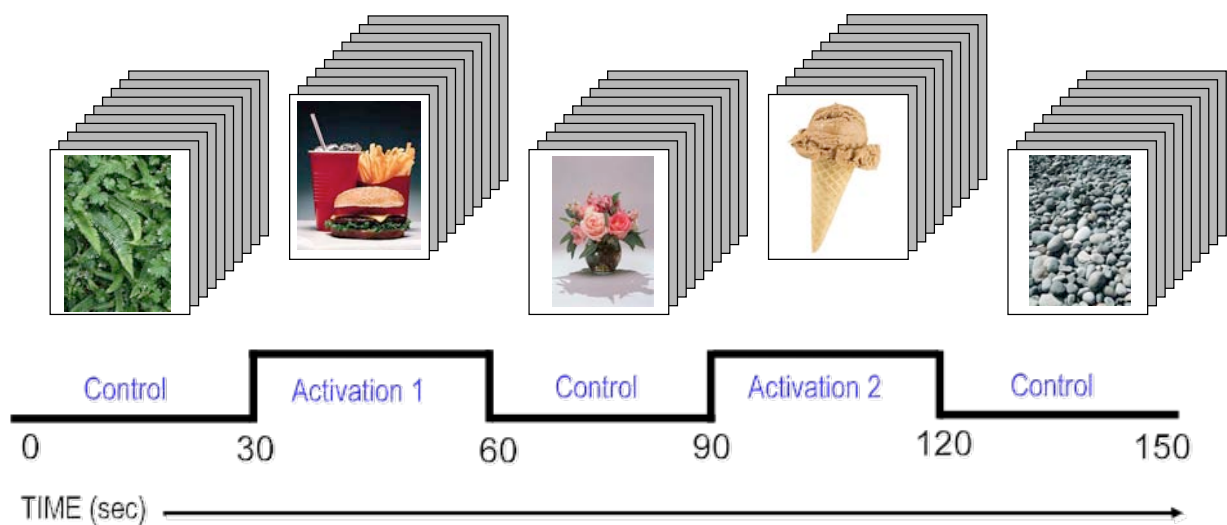 Control
Activation 1
Control
Activation 2
Control
0
30
60
90
120
150
TIME (sec)